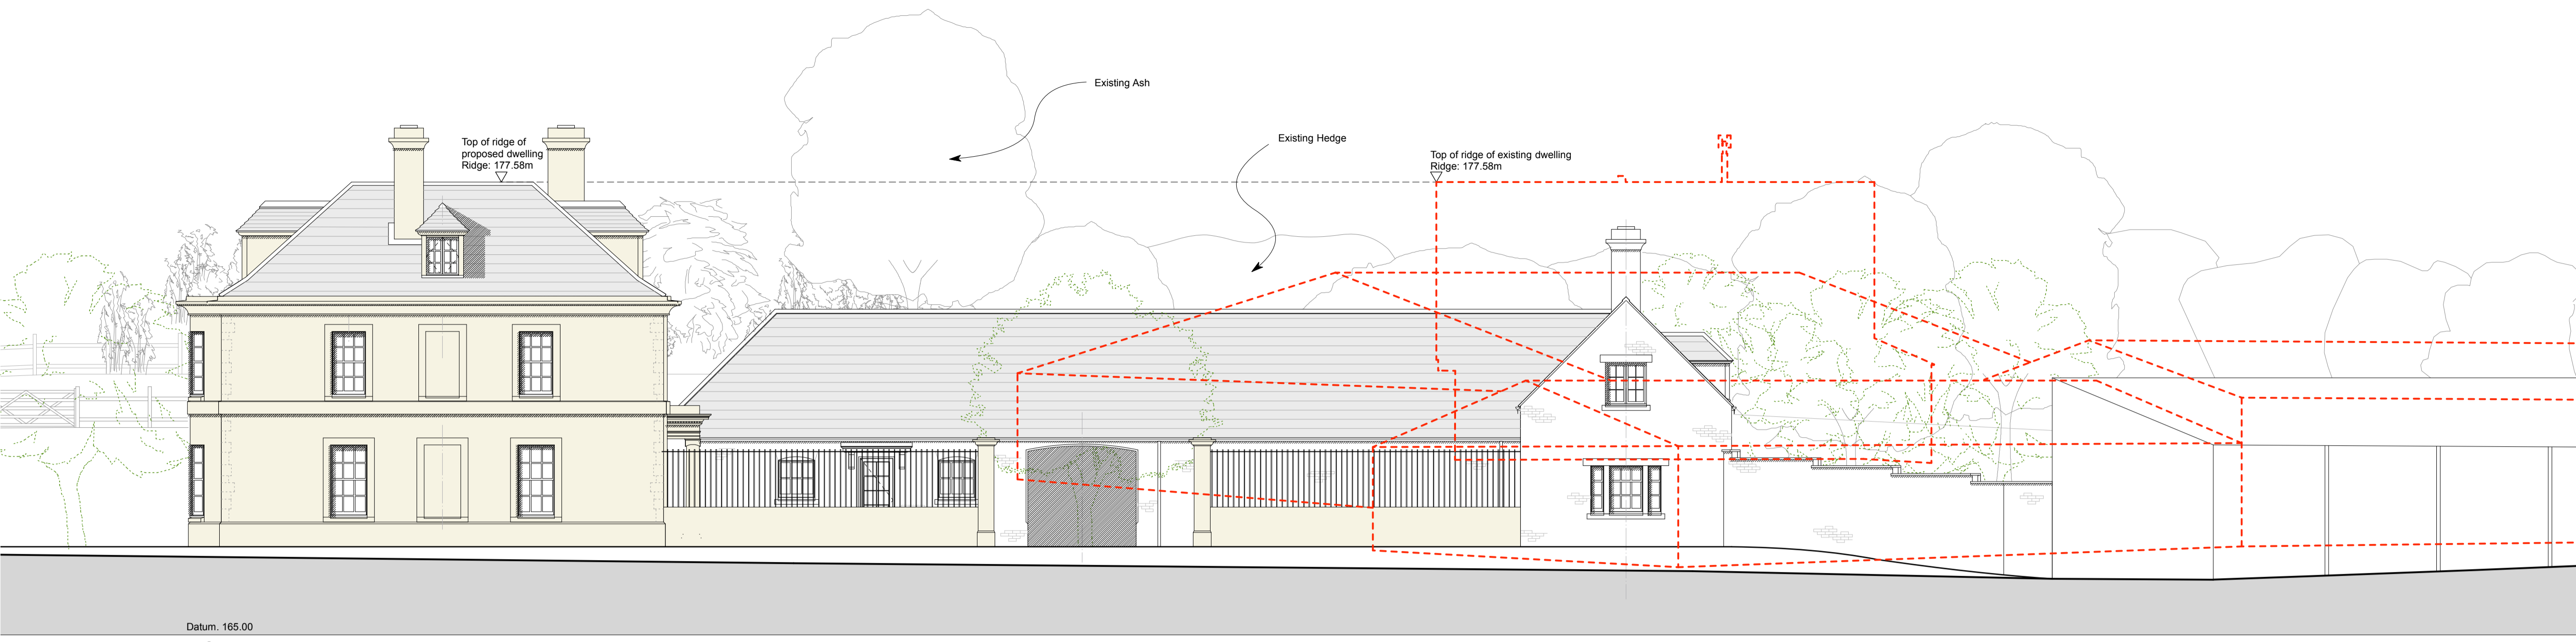 Existing Ash
Existing Hedge
Top of ridge of
proposed dwelling
Ridge: 177.58m
Top of ridge of existing dwelling
Ridge: 177.58m
Datum. 165.00